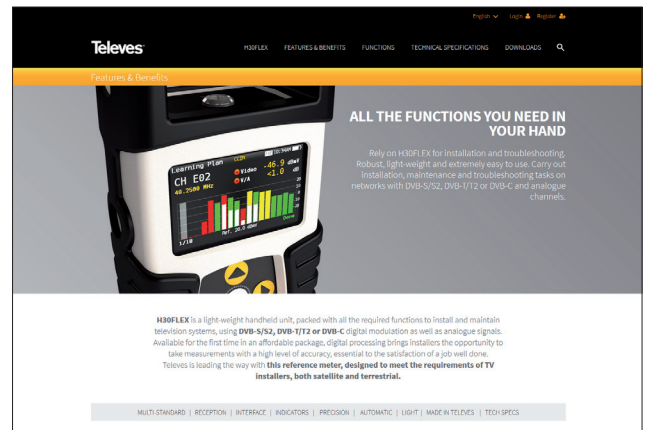 English Login Register
Televes
H30FLEX FEATURES & BENEFITS FUNCTIONS TECHNICAL SPECIFICATIONS DOWNLOADS
Features & Benefits
ALL THE FUNCTIONS YOU NEED IN
YOUR HAND
Rely on H30FLEX for installation and troubleshooting.
Robust, light-weight and extremely easy to use. Carry out
installation, maintenance and troubleshooting tasks on
networks with DVB-S/S2, DVB-T/T2 or DVB-C and analogue
channels.
Learning Plan CCIR
CH E02 Video -46.9 dBmV
48.2500 MHz V/A <1.0 dB
1/10 Ref. 20.0 dBmV
H30FLEX is a light-weight handheld unit, packed with all the required functions to install and maintain
television systems, using DVB-S/S2, DVB-T/T2 or DVB-C digital modulation as well as analogue signals.
Available for the first time in an affordable package, digital processing brings installers the opportunity to
take measurements with a high level of accuracy, essential to the satisfaction of a job well done.
Televes is leading the way with this reference meter, designed to meet the requirements of TV
installers, both satellite and terrestrial.
MULTI-STANDARD | RECEPTION | INTERFACE | INDICATORS | PRECISION | AUTOMATIC | LIGHT | MADE IN TELEVES | TECH SPECS